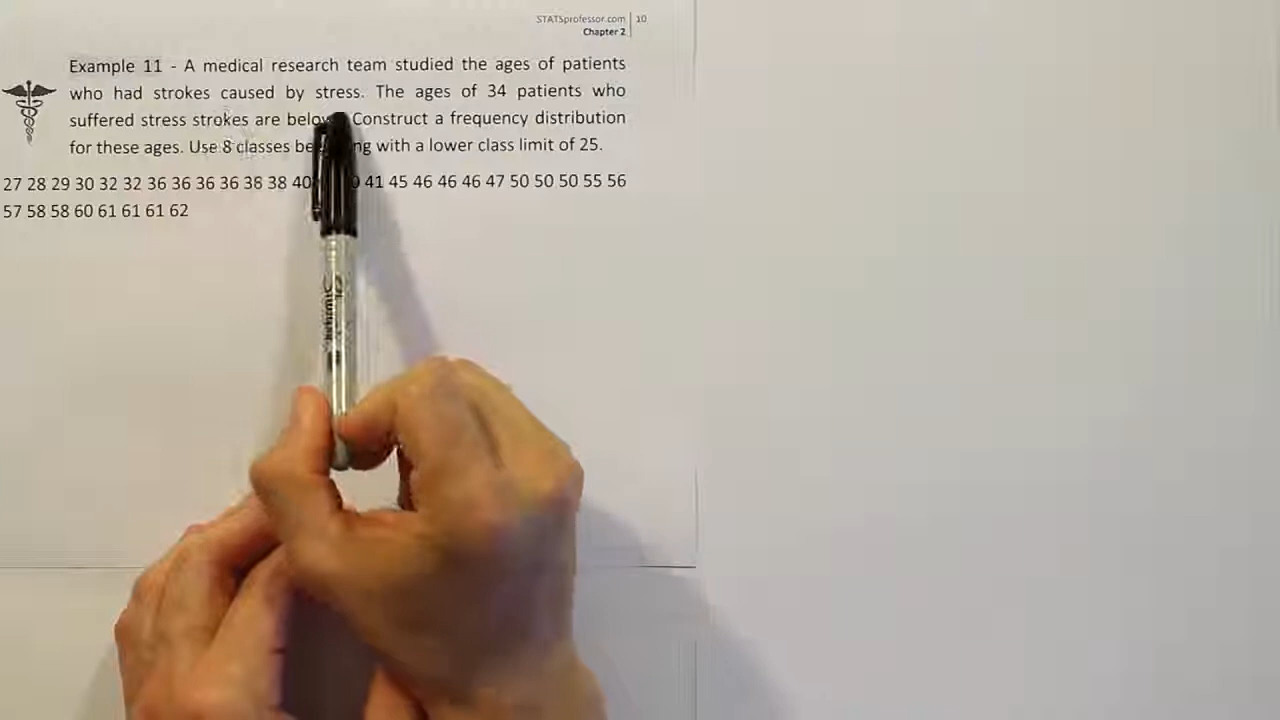 STATSprofessor.com 10
Chapter 2
Example 11 - A medical research team studied the ages of patients
who had strokes caused by stress. The ages of 34 patients who
suffered stress strokes are Construct a frequency distribution
for these ages. Use 8 classes with a lower class limit of 25.
27 28 29 30 32 32 36 36 36 36 38 38 40 41 45 46 46 46 47 50 50 50 55 56
57 58 58 60 61 61 61 62
Sharpie